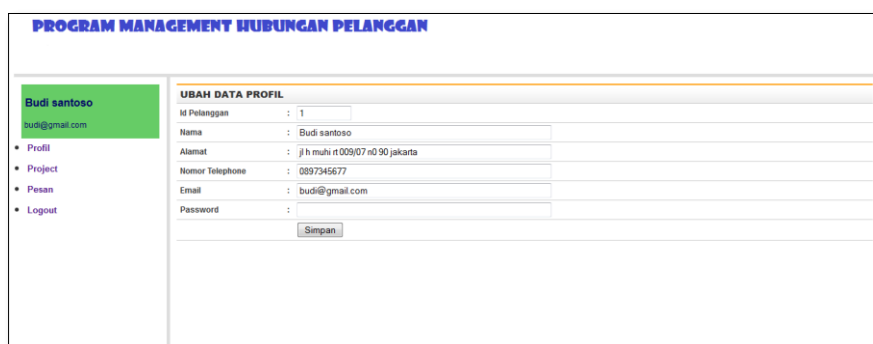 PROGRAM MANAGEMENT HUBUNGAN PELANGGAN
Budi santoso
budi@gmail.com
Profil
Project
Pesan
Logout
UBAH DATA PROFIL
Id Pelanggan : 1
Nama : Budi santoso
Alamat : jl h muhi rt 009/07 n0 90 jakarta
Nomor Telephone : 0897345677
Email : budi@gmail.com
Password :
Simpan